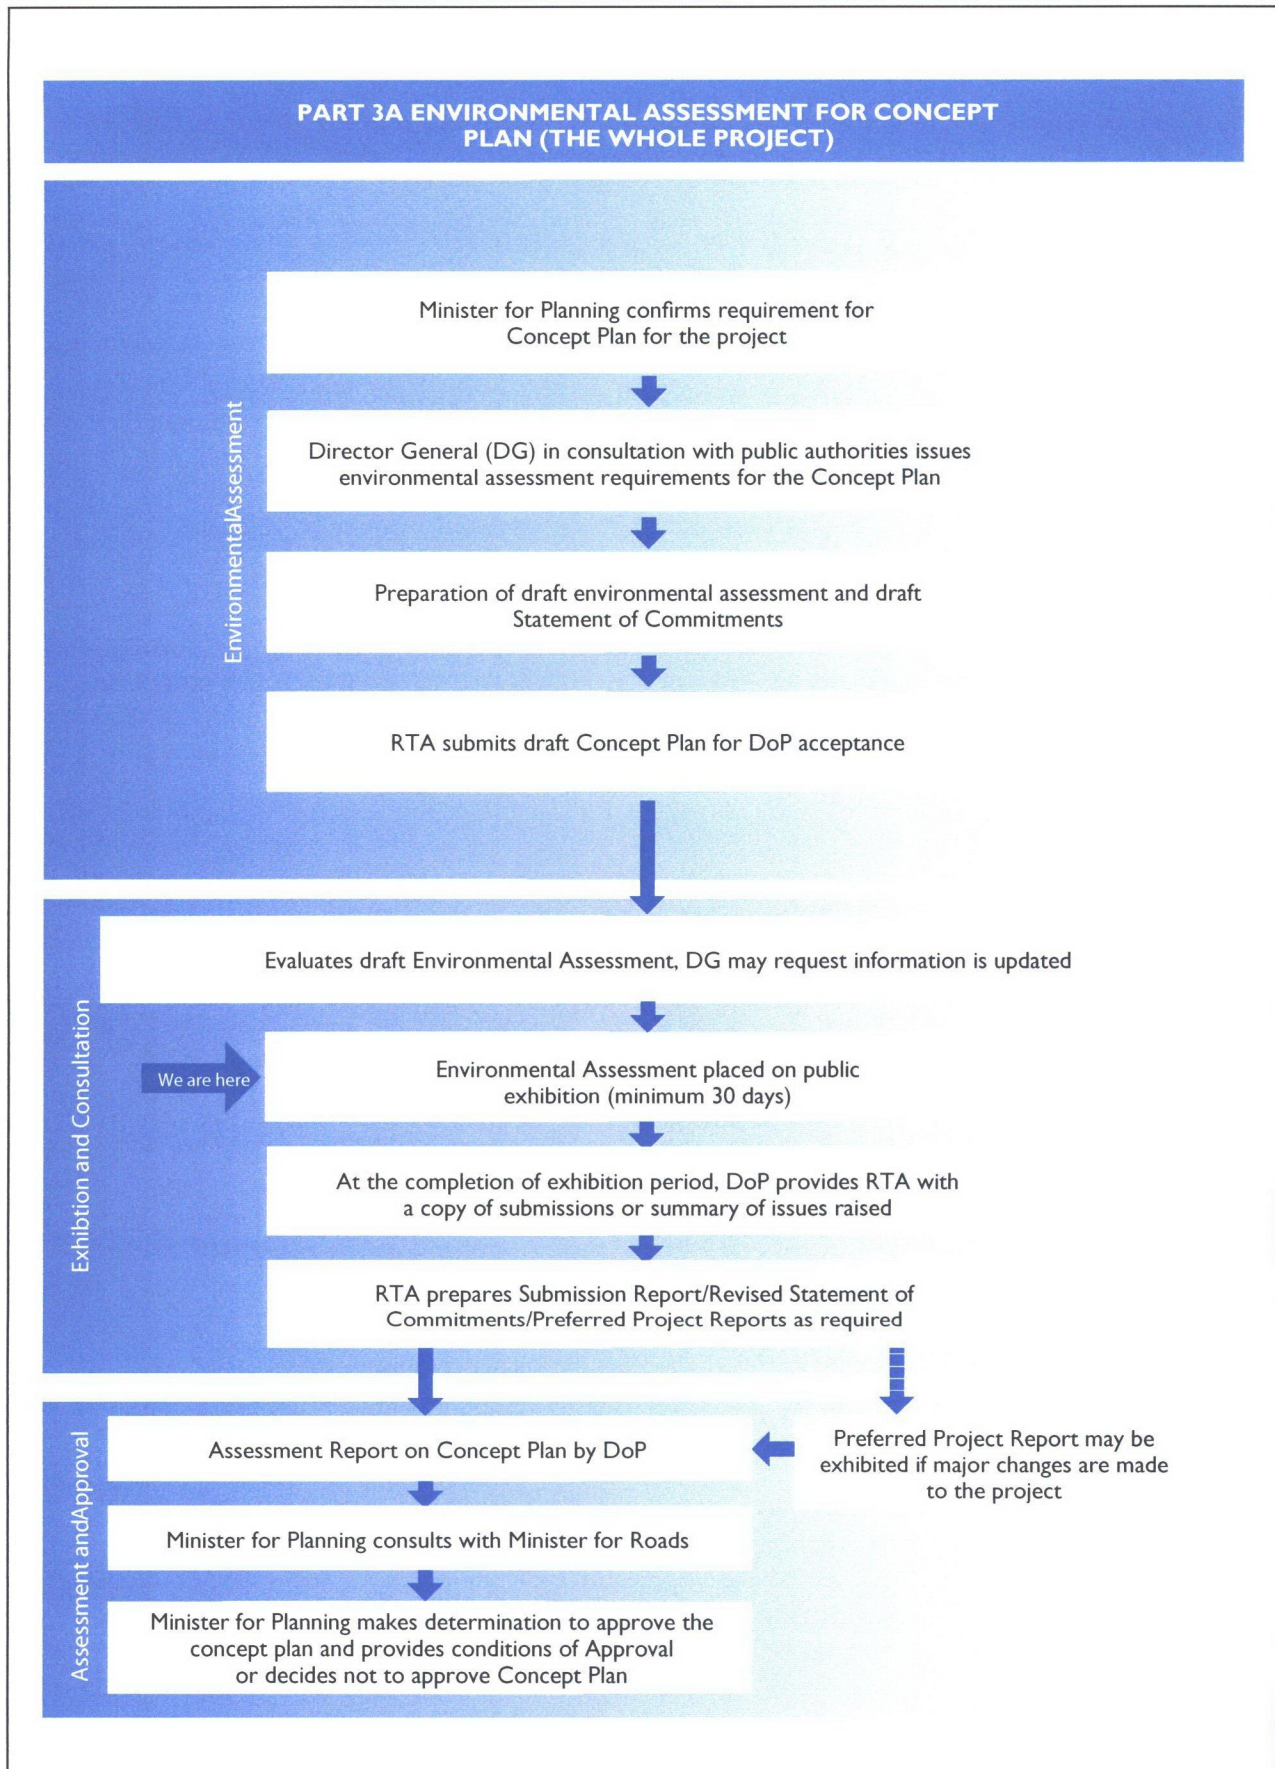 PART 3A ENVIRONMENTAL ASSESSMENT FOR CONCEPT
PLAN (THE WHOLE PROJECT)
EnvironmentalAssessment
Minister for Planning confirms requirement for
Concept Plan for the project
Director General (DG) in consultation with public authorities issues
environmental assessment requirements for the Concept Plan
Preparation of draft environmental assessment and draft
Statement of Commitments
RTA submits draft Concept Plan for DoP acceptance
Exhibtion and Consultation
Evaluates draft Environmental Assessment, DG may request information is updated
We are here
Environmental Assessment placed on public
exhibition (minimum 30 days)
At the completion of exhibition period, DoP provides RTA with
a copy of submissions or summary of issues raised
RTA prepares Submission Report/Revised Statement of
Commitments/Preferred Project Reports as required
Assessment andApproval
Assessment Report on Concept Plan by DoP
Preferred Project Report may be
exhibited if major changes are made
to the project
Minister for Planning consults with Minister for Roads
Minister for Planning makes determination to approve the
concept plan and provides conditions of Approval
or decides not to approve Concept Plan